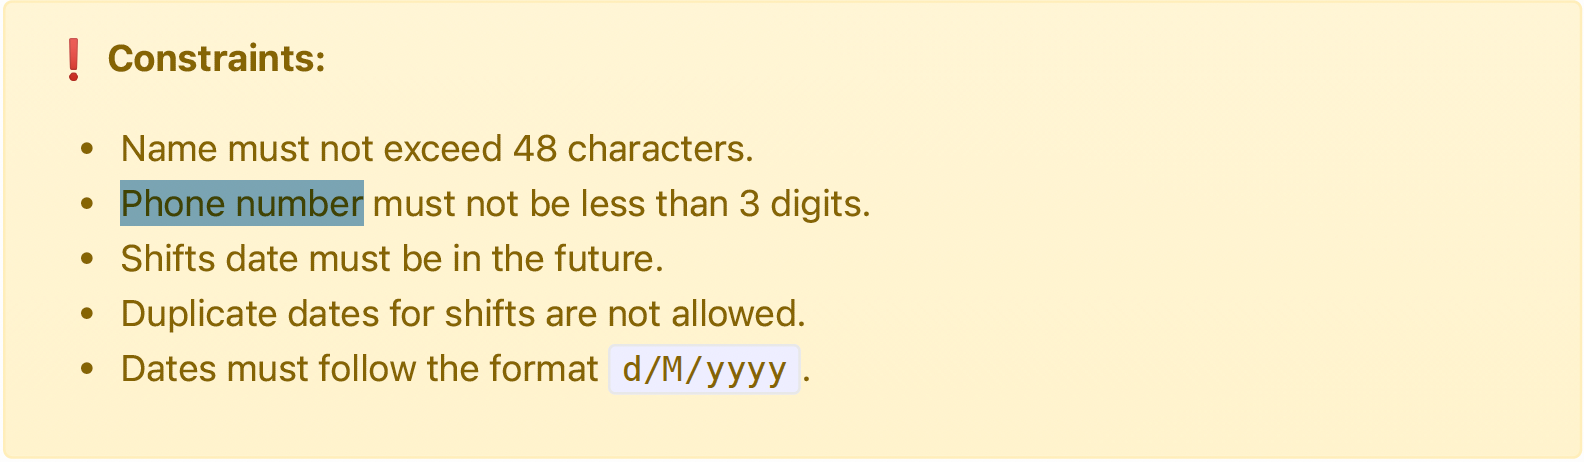 ❗ Constraints:
• Name must not exceed 48 characters.
• Phone number must not be less than 3 digits.
• Shifts date must be in the future.
• Duplicate dates for shifts are not allowed.
• Dates must follow the format d/M/yyyy.